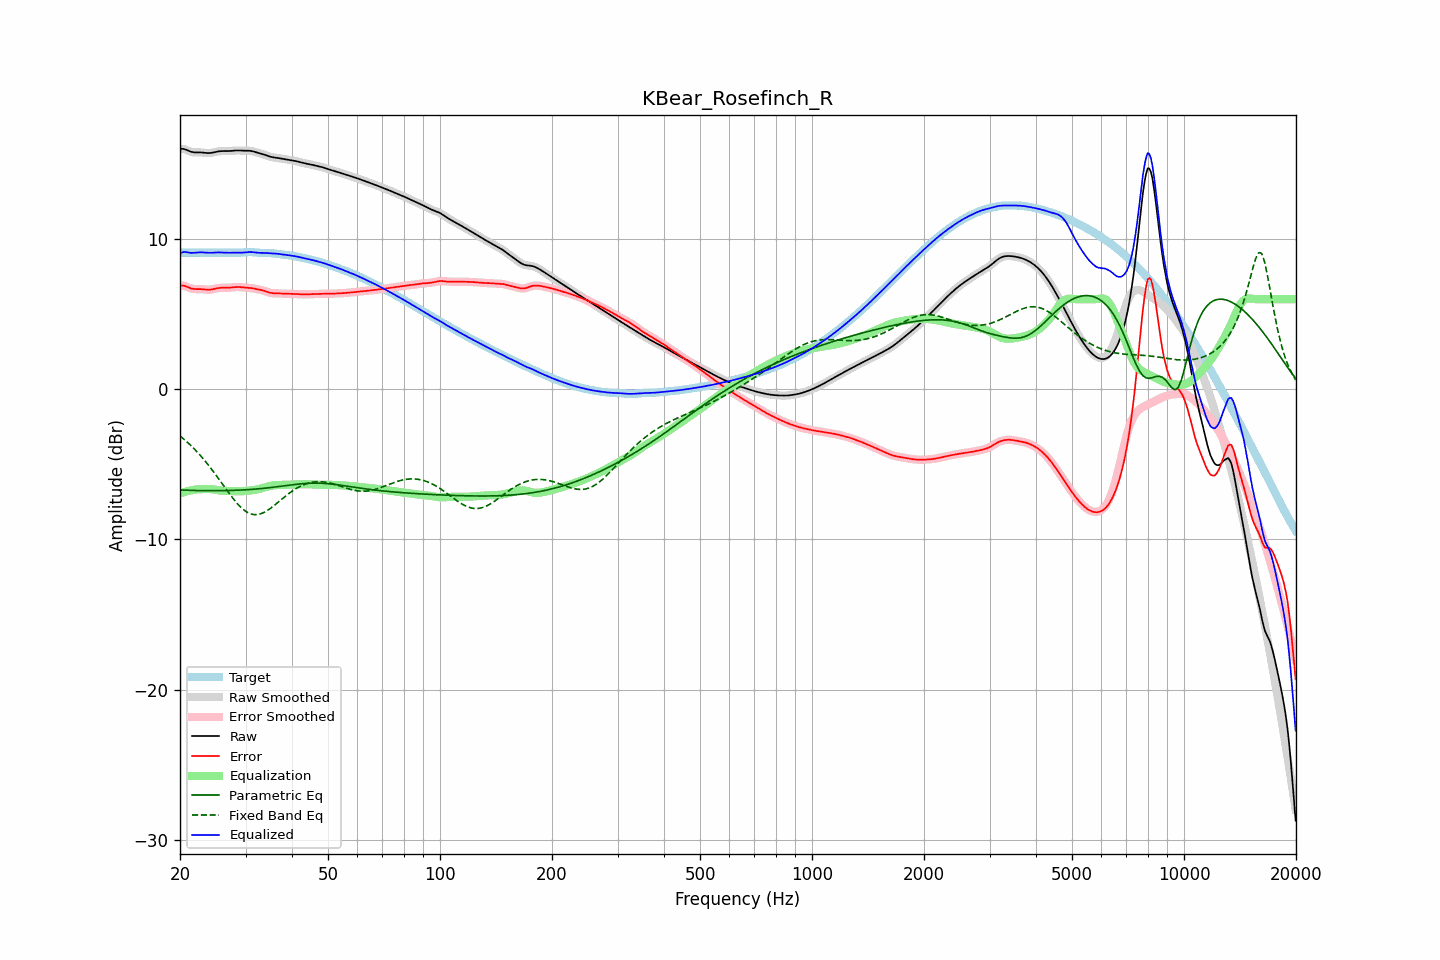 KBear_Rosefinch_R
Amplitude (dBr)
10
0
−10
−20
−30
Target
Raw Smoothed
Error Smoothed
Raw
Error
Equalization
Parametric Eq
Fixed Band Eq
Equalized
20 50 100 200 500 1000 2000 5000 10000 20000
Frequency (Hz)